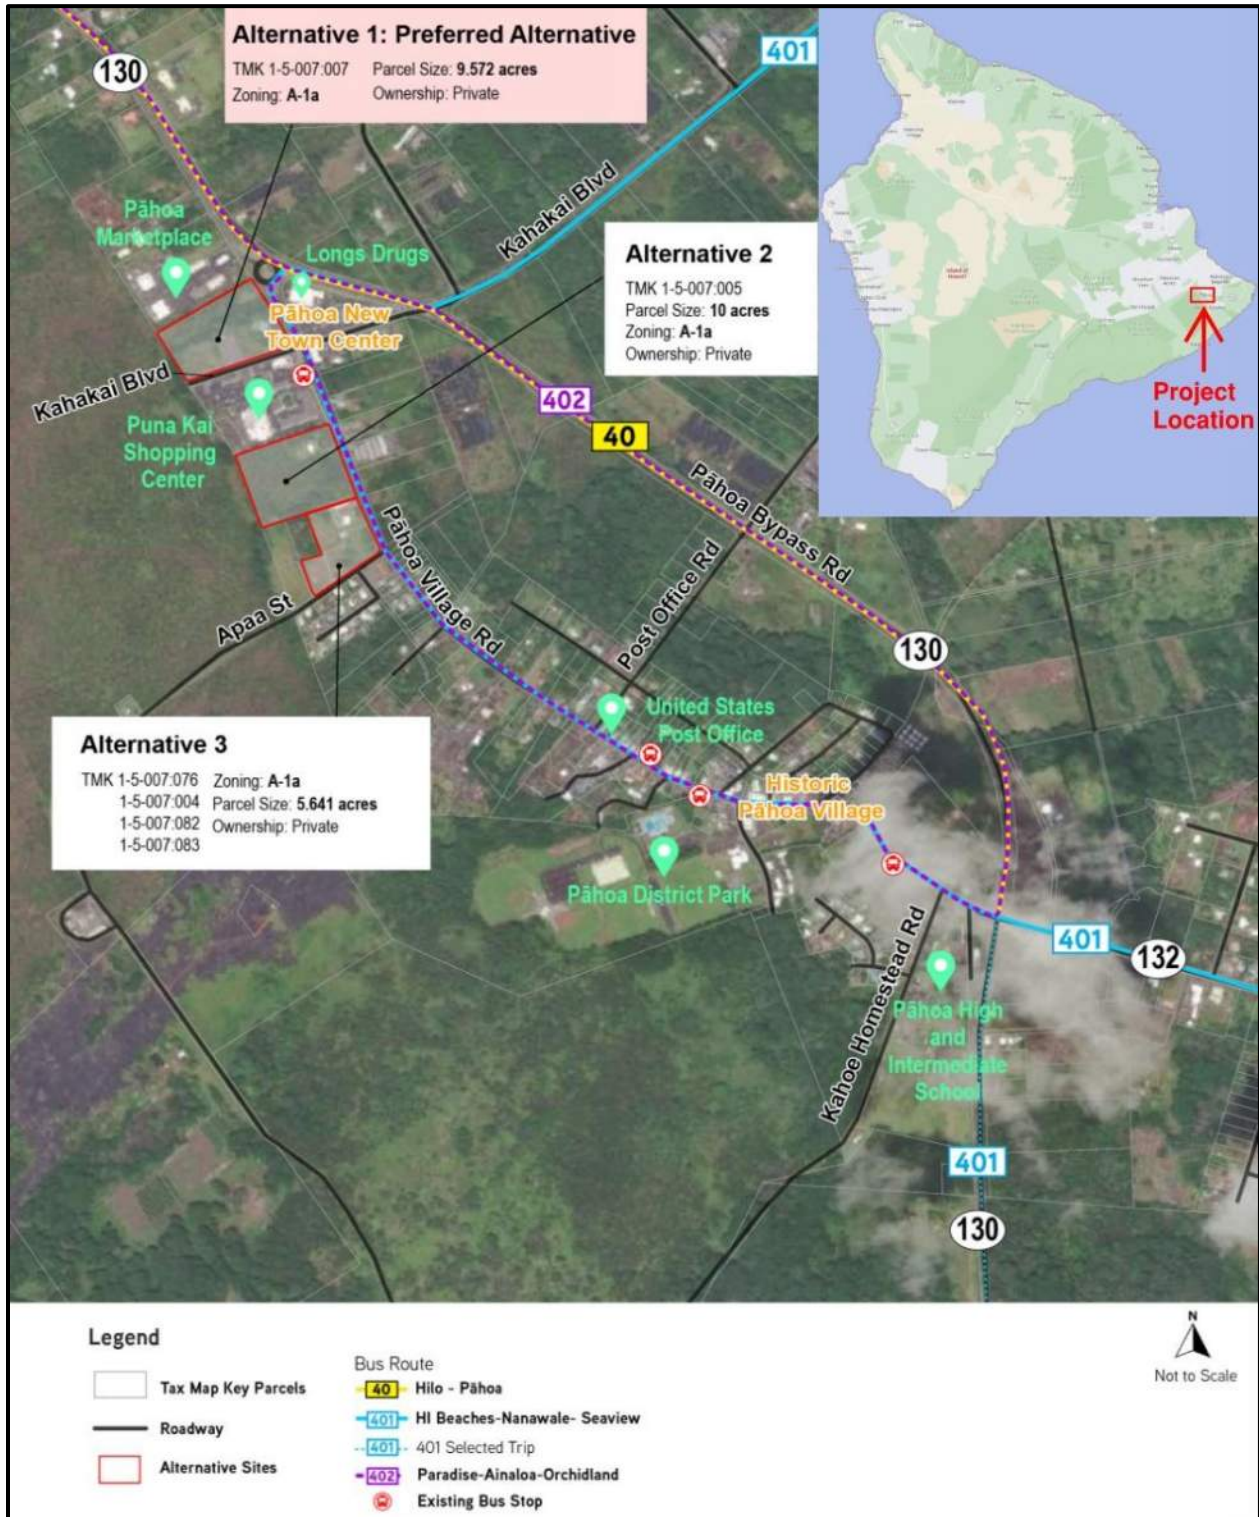 Alternative 1: Preferred Alternative
TMK 1-5-007:007 Parcel Size: 9.572 acres
Zoning: A-1a Ownership: Private
130
401
Kahakai Blvd
Pāhoa
Marketplace
Longs Drugs
Pāhoa New
Town Center
Alternative 2
TMK 1-5-007:005
Parcel Size: 10 acres
Zoning: A-1a
Ownership: Private
Island of
Hawai'i
Project
Location
Kahakai Blvd
Puna Kai
Shopping
Center
402
40
Pāhoa Bypass Rd
Pāhoa Village Rd
Post Office Rd
Apaa St
130
United States
Post Office
Alternative 3
TMK 1-5-007:076 Zoning: A-1a
1-5-007:004 Parcel Size: 5.641 acres
1-5-007:082 Ownership: Private
1-5-007:083
Historic
Pāhoa Village
Pāhoa District Park
401
132
Kahoe Homestead Rd
Pāhoa High
and
Intermediate
School
401
130
Legend
Tax Map Key Parcels
Roadway
Alternative Sites
Bus Route
40 Hilo - Pāhoa
401 HI Beaches-Nanawale- Seaview
401 401 Selected Trip
402 Paradise-Ainaloa-Orchidland
Existing Bus Stop
N
Not to Scale